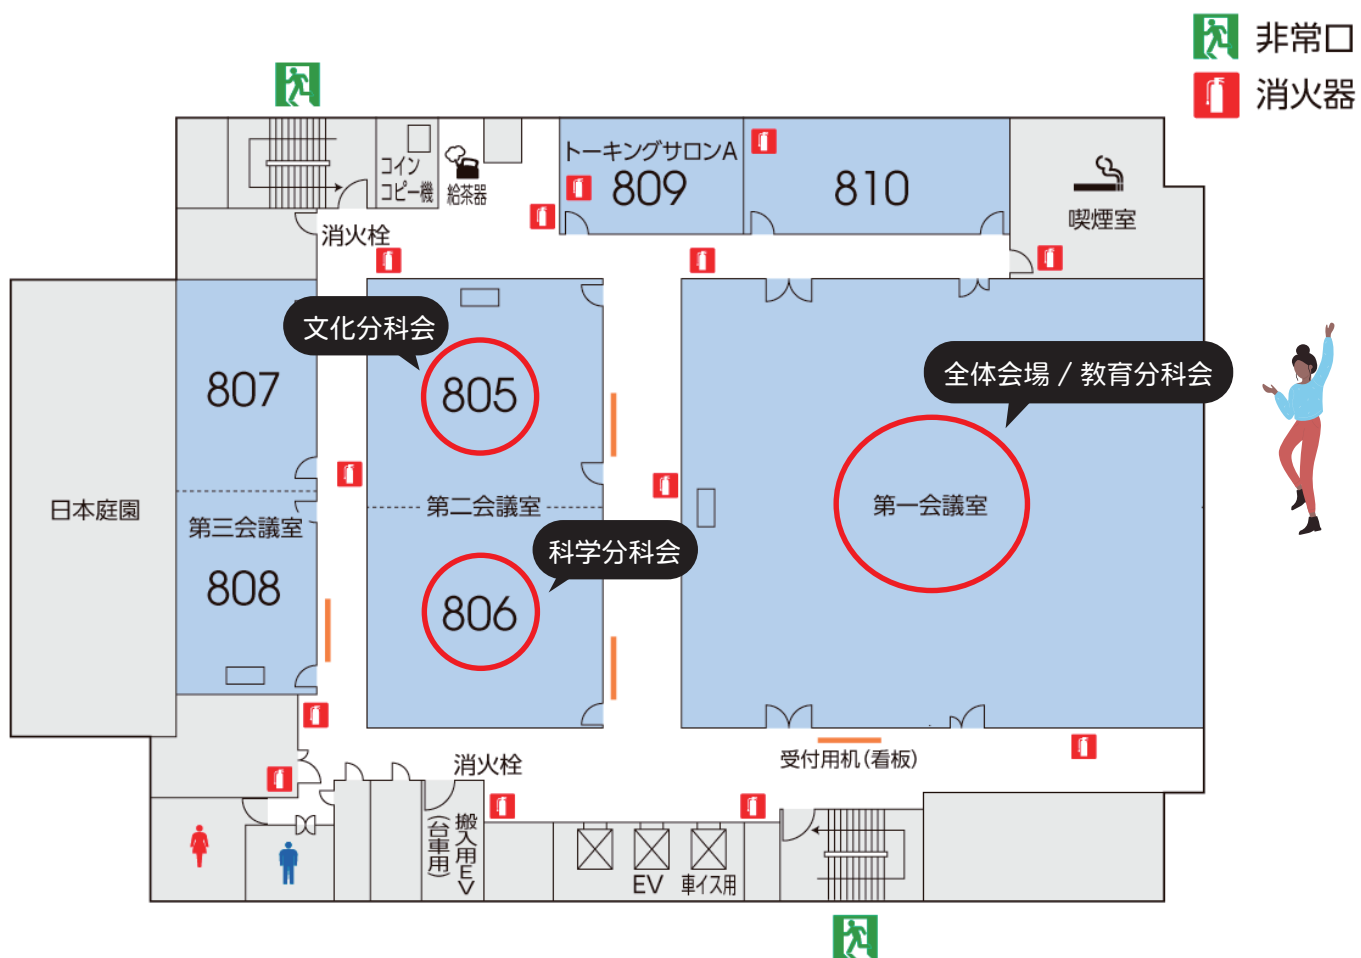 非常口
消火器
コイン
コピー機
給茶器
トーキングサロンA
809
810
喫煙室
消火栓
文化分科会
805
807
全体会場 / 教育分科会
日本庭園
第三会議室
第二会議室
第一会議室
科学分科会
808
806
受付用机(看板)
消火栓
搬入用EV
(台車用)
EV
車イス用